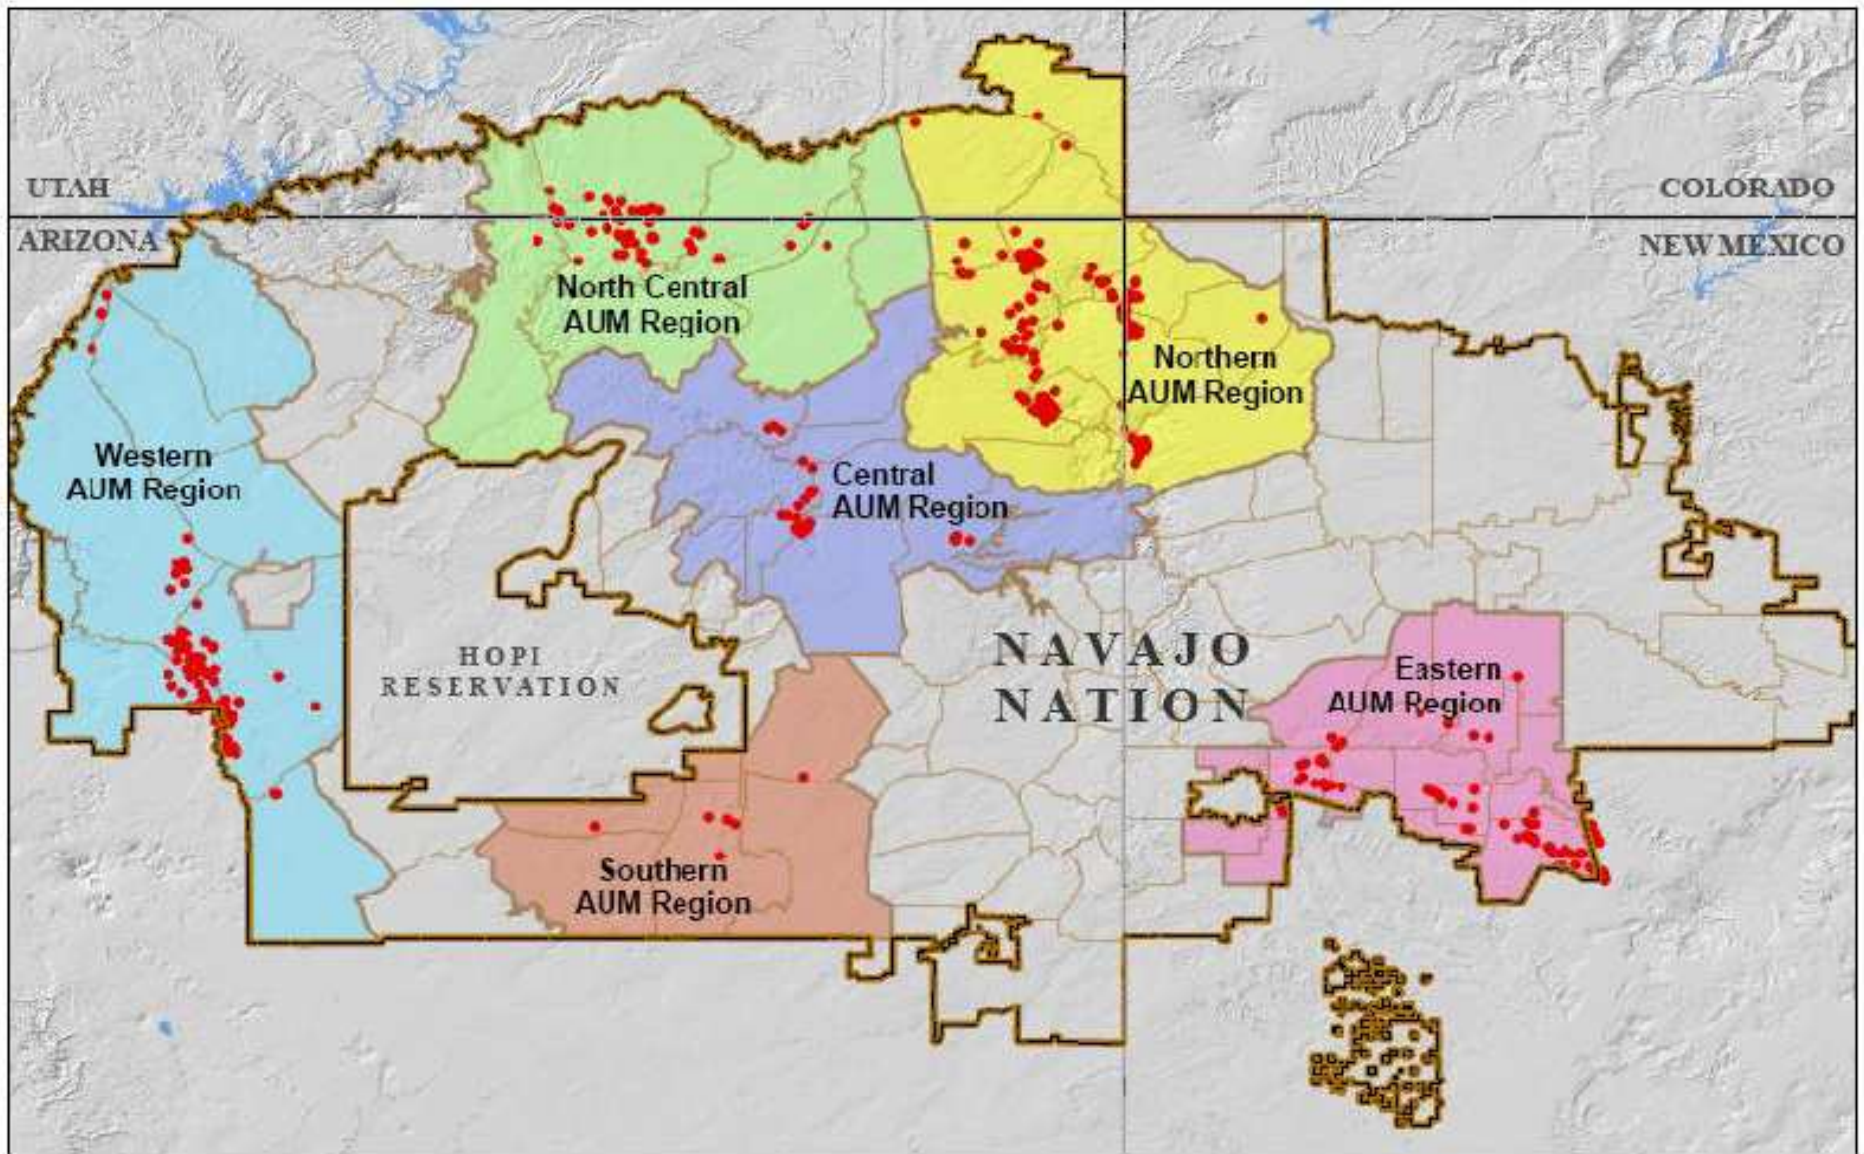 UTAH
COLORADO
ARIZONA
NEW MEXICO
North Central
AUM Region
Northern
AUM Region
Western
AUM Region
Central
AUM Region
HOPI
RESERVATION
NAVAJO
NATION
Eastern
AUM Region
Southern
AUM Region